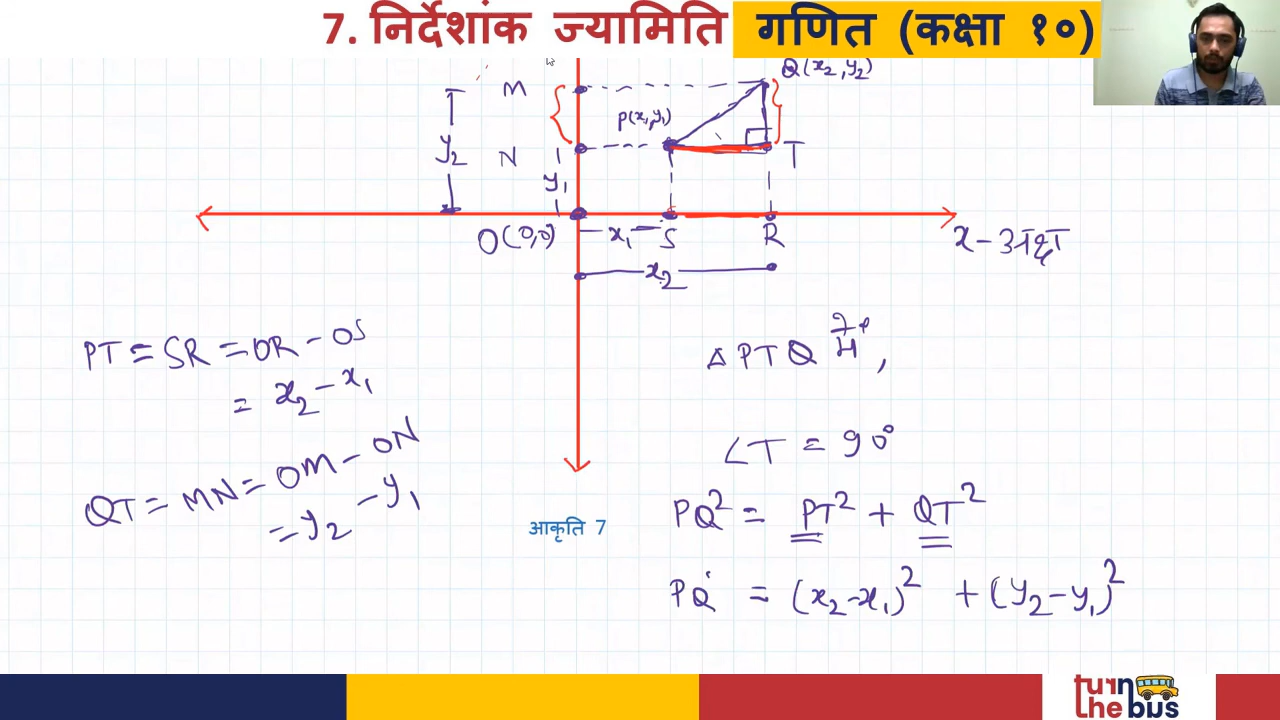 7. निर्देशांक ज्यामिति गणित (कक्षा १०)
Q(x₂, y₂)
M
P(x₁, y₁)
y₂
N
T
y₁
O(0,0)
x₁
S
R
x - अक्ष
x₂
PT = SR = OR - OS
= x₂ - x₁
QT = MN = OM - ON
= y₂ - y₁
Δ PTQ में,
∠T = 90°
PQ² = PT² + QT²
PQ = (x₂-x₁)² + (y₂-y₁)²
आकृति 7
turn
the bus